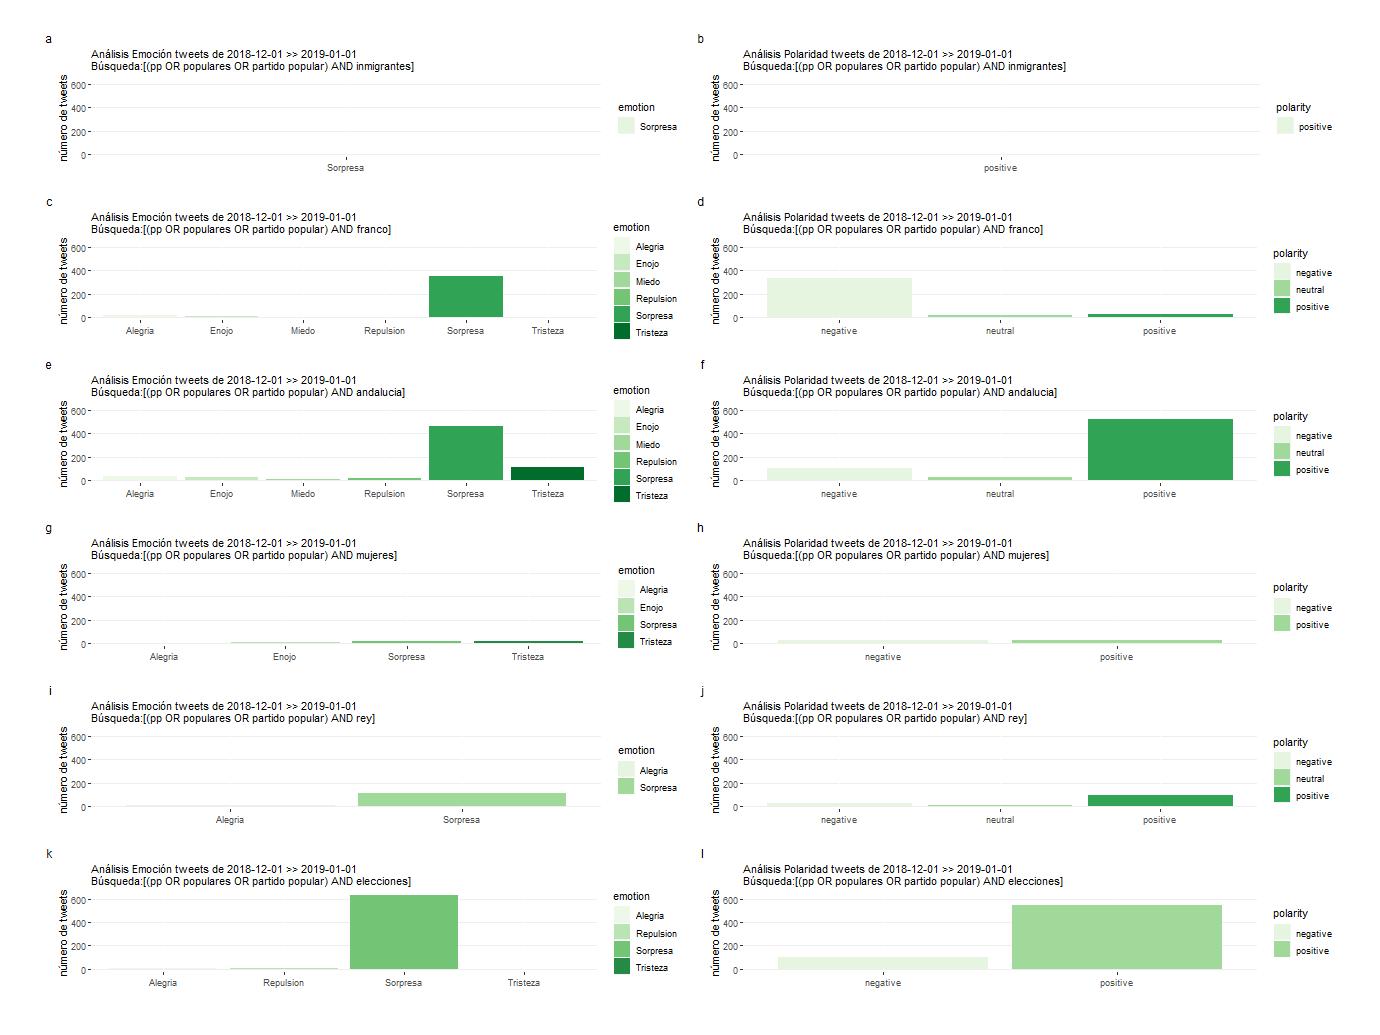 a
Análisis Emoción tweets de 2018-12-01 >> 2019-01-01
Búsqueda:[(pp OR populares OR partido popular) AND inmigrantes]
número de tweets
600
400
200
0
Sorpresa
emotion
Sorpresa
b
Análisis Polaridad tweets de 2018-12-01 >> 2019-01-01
Búsqueda:[(pp OR populares OR partido popular) AND inmigrantes]
número de tweets
600
400
200
0
positive
polarity
positive
c
Análisis Emoción tweets de 2018-12-01 >> 2019-01-01
Búsqueda:[(pp OR populares OR partido popular) AND franco]
número de tweets
600
400
200
0
Alegria Enojo Miedo Repulsion Sorpresa Tristeza
emotion
Alegria
Enojo
Miedo
Repulsion
Sorpresa
Tristeza
d
Análisis Polaridad tweets de 2018-12-01 >> 2019-01-01
Búsqueda:[(pp OR populares OR partido popular) AND franco]
número de tweets
600
400
200
0
negative neutral positive
polarity
negative
neutral
positive
e
Análisis Emoción tweets de 2018-12-01 >> 2019-01-01
Búsqueda:[(pp OR populares OR partido popular) AND andalucia]
número de tweets
600
400
200
0
Alegria Enojo Miedo Repulsion Sorpresa Tristeza
emotion
Alegria
Enojo
Miedo
Repulsion
Sorpresa
Tristeza
f
Análisis Polaridad tweets de 2018-12-01 >> 2019-01-01
Búsqueda:[(pp OR populares OR partido popular) AND andalucia]
número de tweets
600
400
200
0
negative neutral positive
polarity
negative
neutral
positive
g
Análisis Emoción tweets de 2018-12-01 >> 2019-01-01
Búsqueda:[(pp OR populares OR partido popular) AND mujeres]
número de tweets
600
400
200
0
Alegria Enojo Sorpresa Tristeza
emotion
Alegria
Enojo
Sorpresa
Tristeza
h
Análisis Polaridad tweets de 2018-12-01 >> 2019-01-01
Búsqueda:[(pp OR populares OR partido popular) AND mujeres]
número de tweets
600
400
200
0
negative positive
polarity
negative
positive
i
Análisis Emoción tweets de 2018-12-01 >> 2019-01-01
Búsqueda:[(pp OR populares OR partido popular) AND rey]
número de tweets
600
400
200
0
Alegria Sorpresa
emotion
Alegria
Sorpresa
j
Análisis Polaridad tweets de 2018-12-01 >> 2019-01-01
Búsqueda:[(pp OR populares OR partido popular) AND rey]
número de tweets
600
400
200
0
negative neutral positive
polarity
negative
neutral
positive
k
Análisis Emoción tweets de 2018-12-01 >> 2019-01-01
Búsqueda:[(pp OR populares OR partido popular) AND elecciones]
número de tweets
600
400
200
0
Alegria Repulsion Sorpresa Tristeza
emotion
Alegria
Repulsion
Sorpresa
Tristeza
l
Análisis Polaridad tweets de 2018-12-01 >> 2019-01-01
Búsqueda:[(pp OR populares OR partido popular) AND elecciones]
número de tweets
600
400
200
0
negative positive
polarity
negative
positive